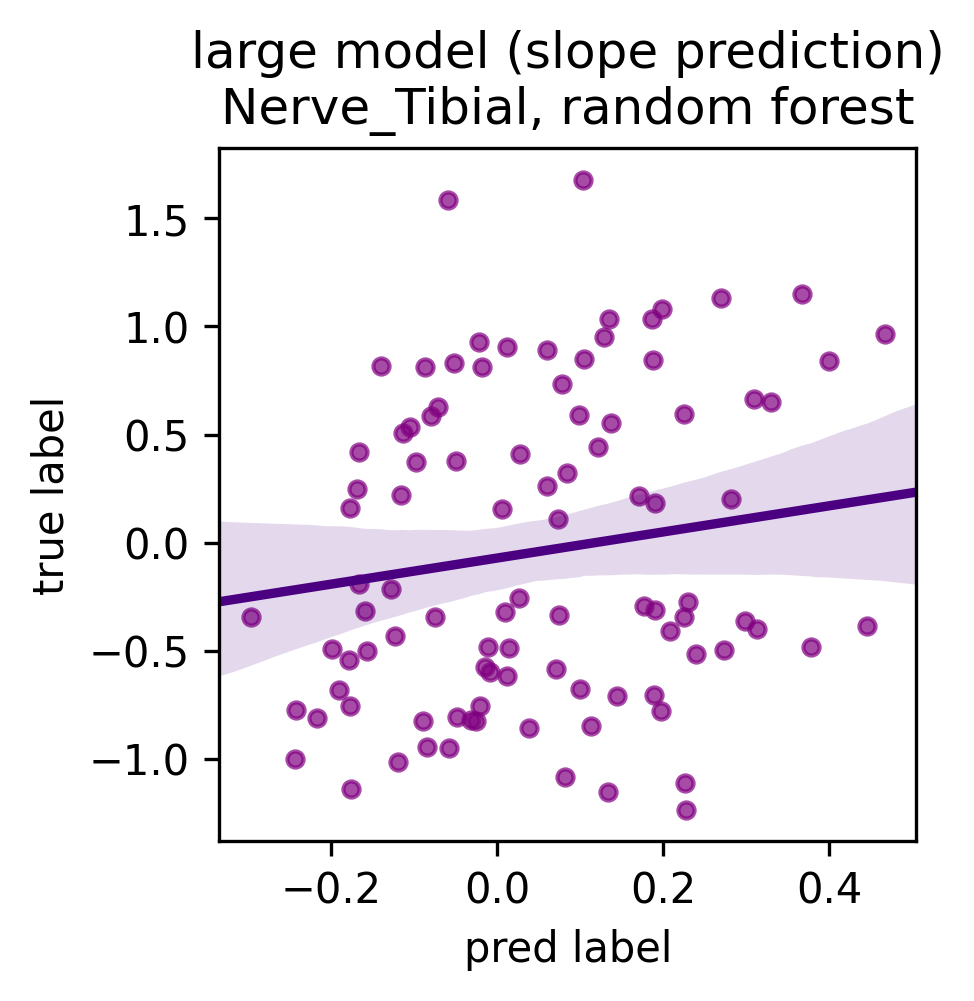 large model (slope prediction)
Nerve_Tibial, random forest
1.5
1.0
0.5
0.0
−0.5
−1.0
true label
−0.2
0.0
0.2
0.4
pred label